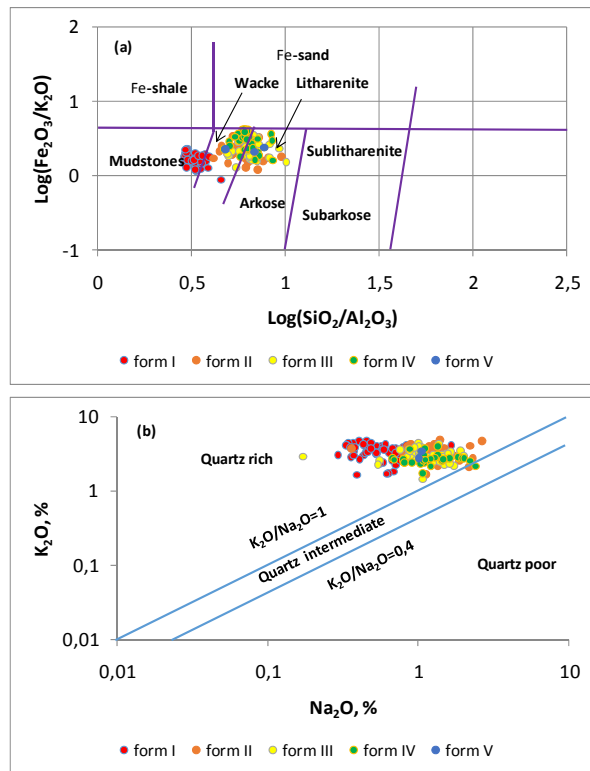 (a)
Fe-sand
Fe-shale
Wacke
Litharenite
Mudstones
Sublitharenite
Arkose
Subarkose
2
1
0
-1
Log(Fe₂O₃/K₂O)
0 0,5 1 1,5 2 2,5
Log(SiO₂/Al₂O₃)
form I form II form III form IV form V
(b)
Quartz rich
K₂O/Na₂O=1
Quartz intermediate
K₂O/Na₂O=0,4
Quartz poor
10
1
0,1
0,01
K₂O, %
0,01 0,1 1 10
Na₂O, %
form I form II form III form IV form V